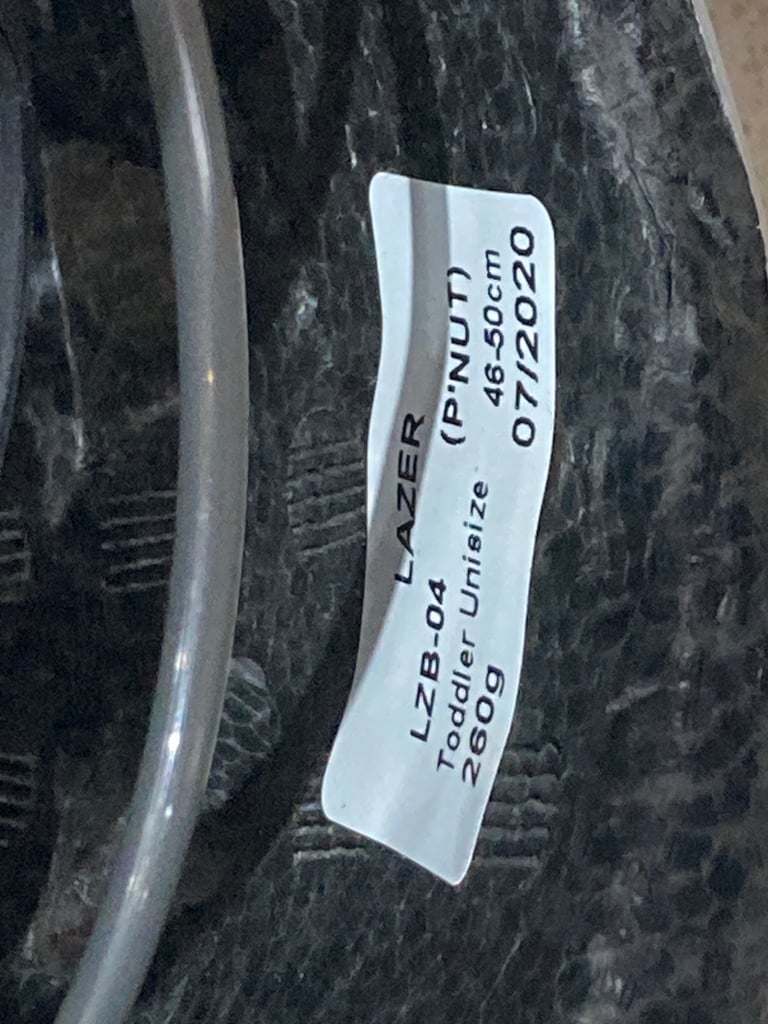 LAZER
LZB-04 (P'NUT)
Toddler Unisize 46-50cm
260g 07/2020